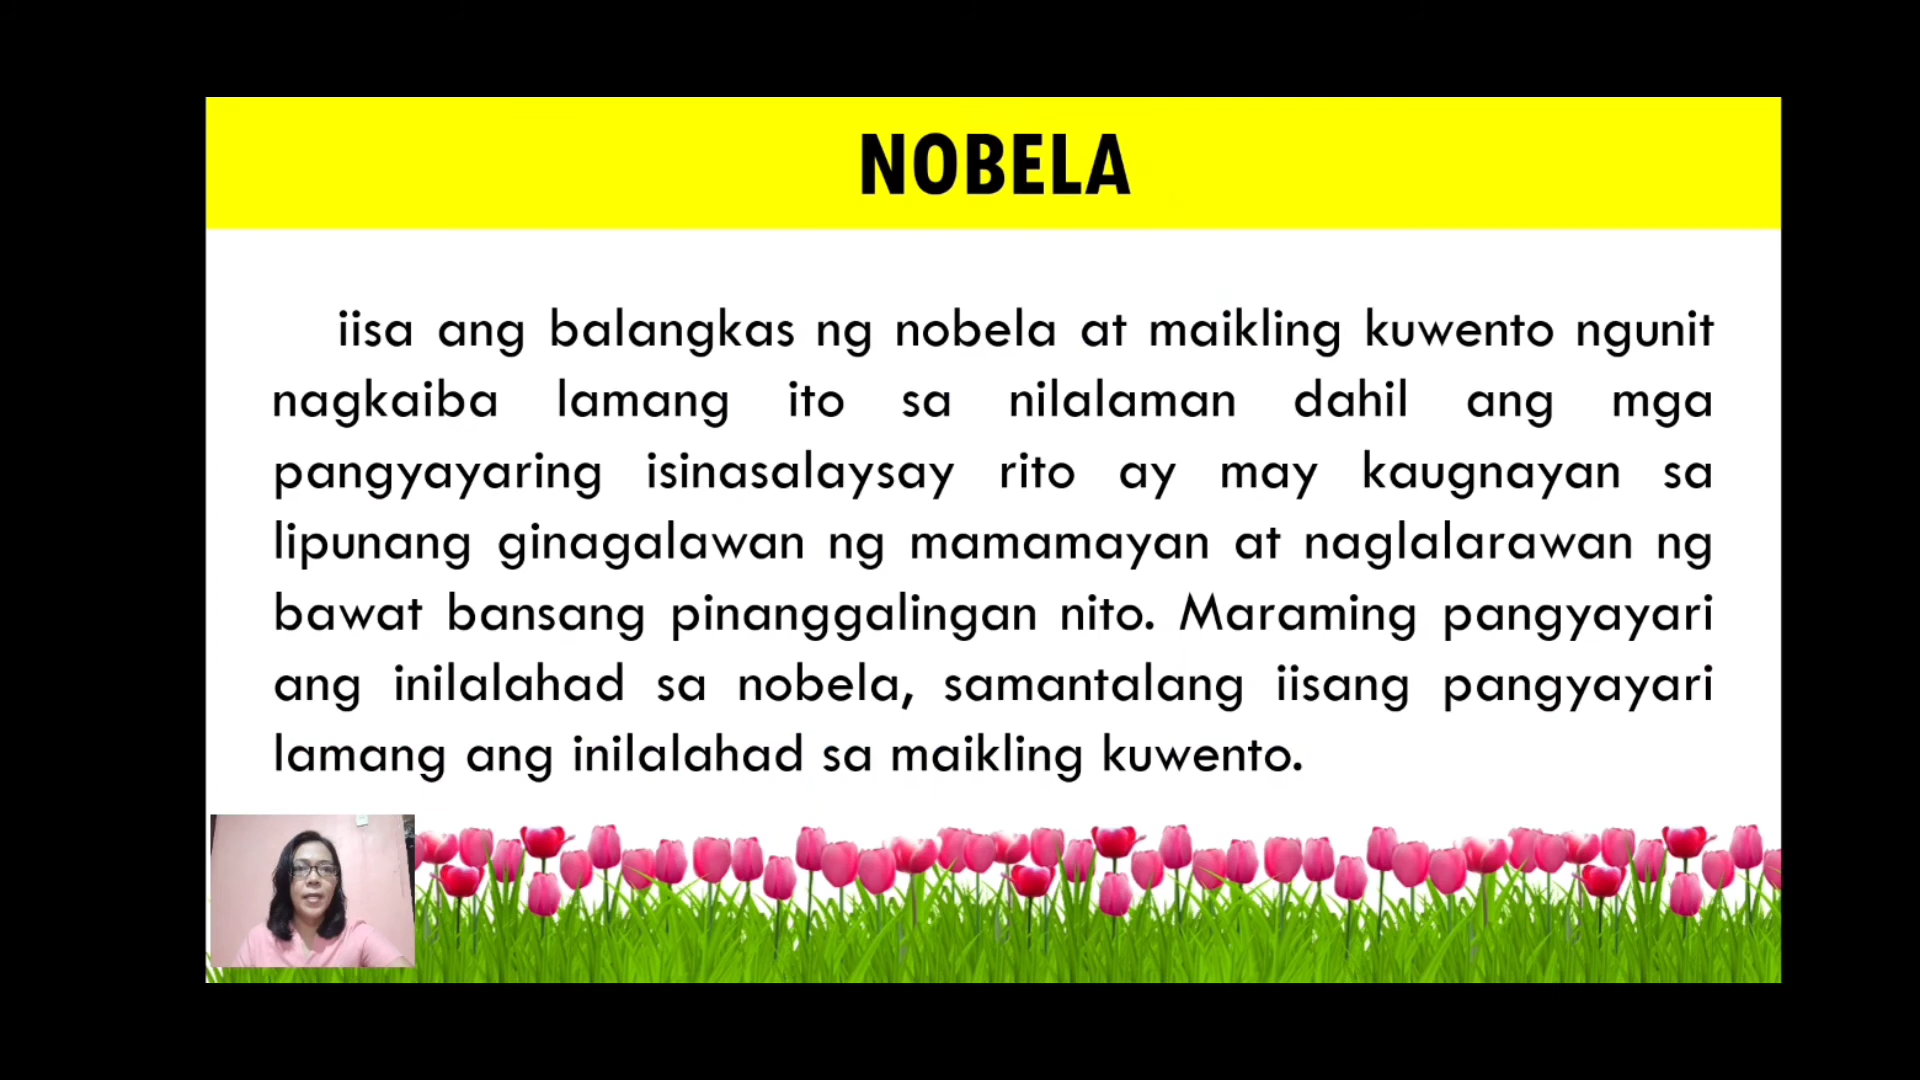 NOBELA
iisa ang balangkas ng nobela at maikling kuwento ngunit
nagkaiba lamang ito sa nilalaman dahil ang mga
pangyayaring isinasalaysay rito ay may kaugnayan sa
lipunang ginagalawan ng mamamayan at naglalarawan ng
bawat bansang pinanggalingan nito. Maraming pangyayari
ang inilalahad sa nobela, samantalang iisang pangyayari
lamang ang inilalahad sa maikling kuwento.